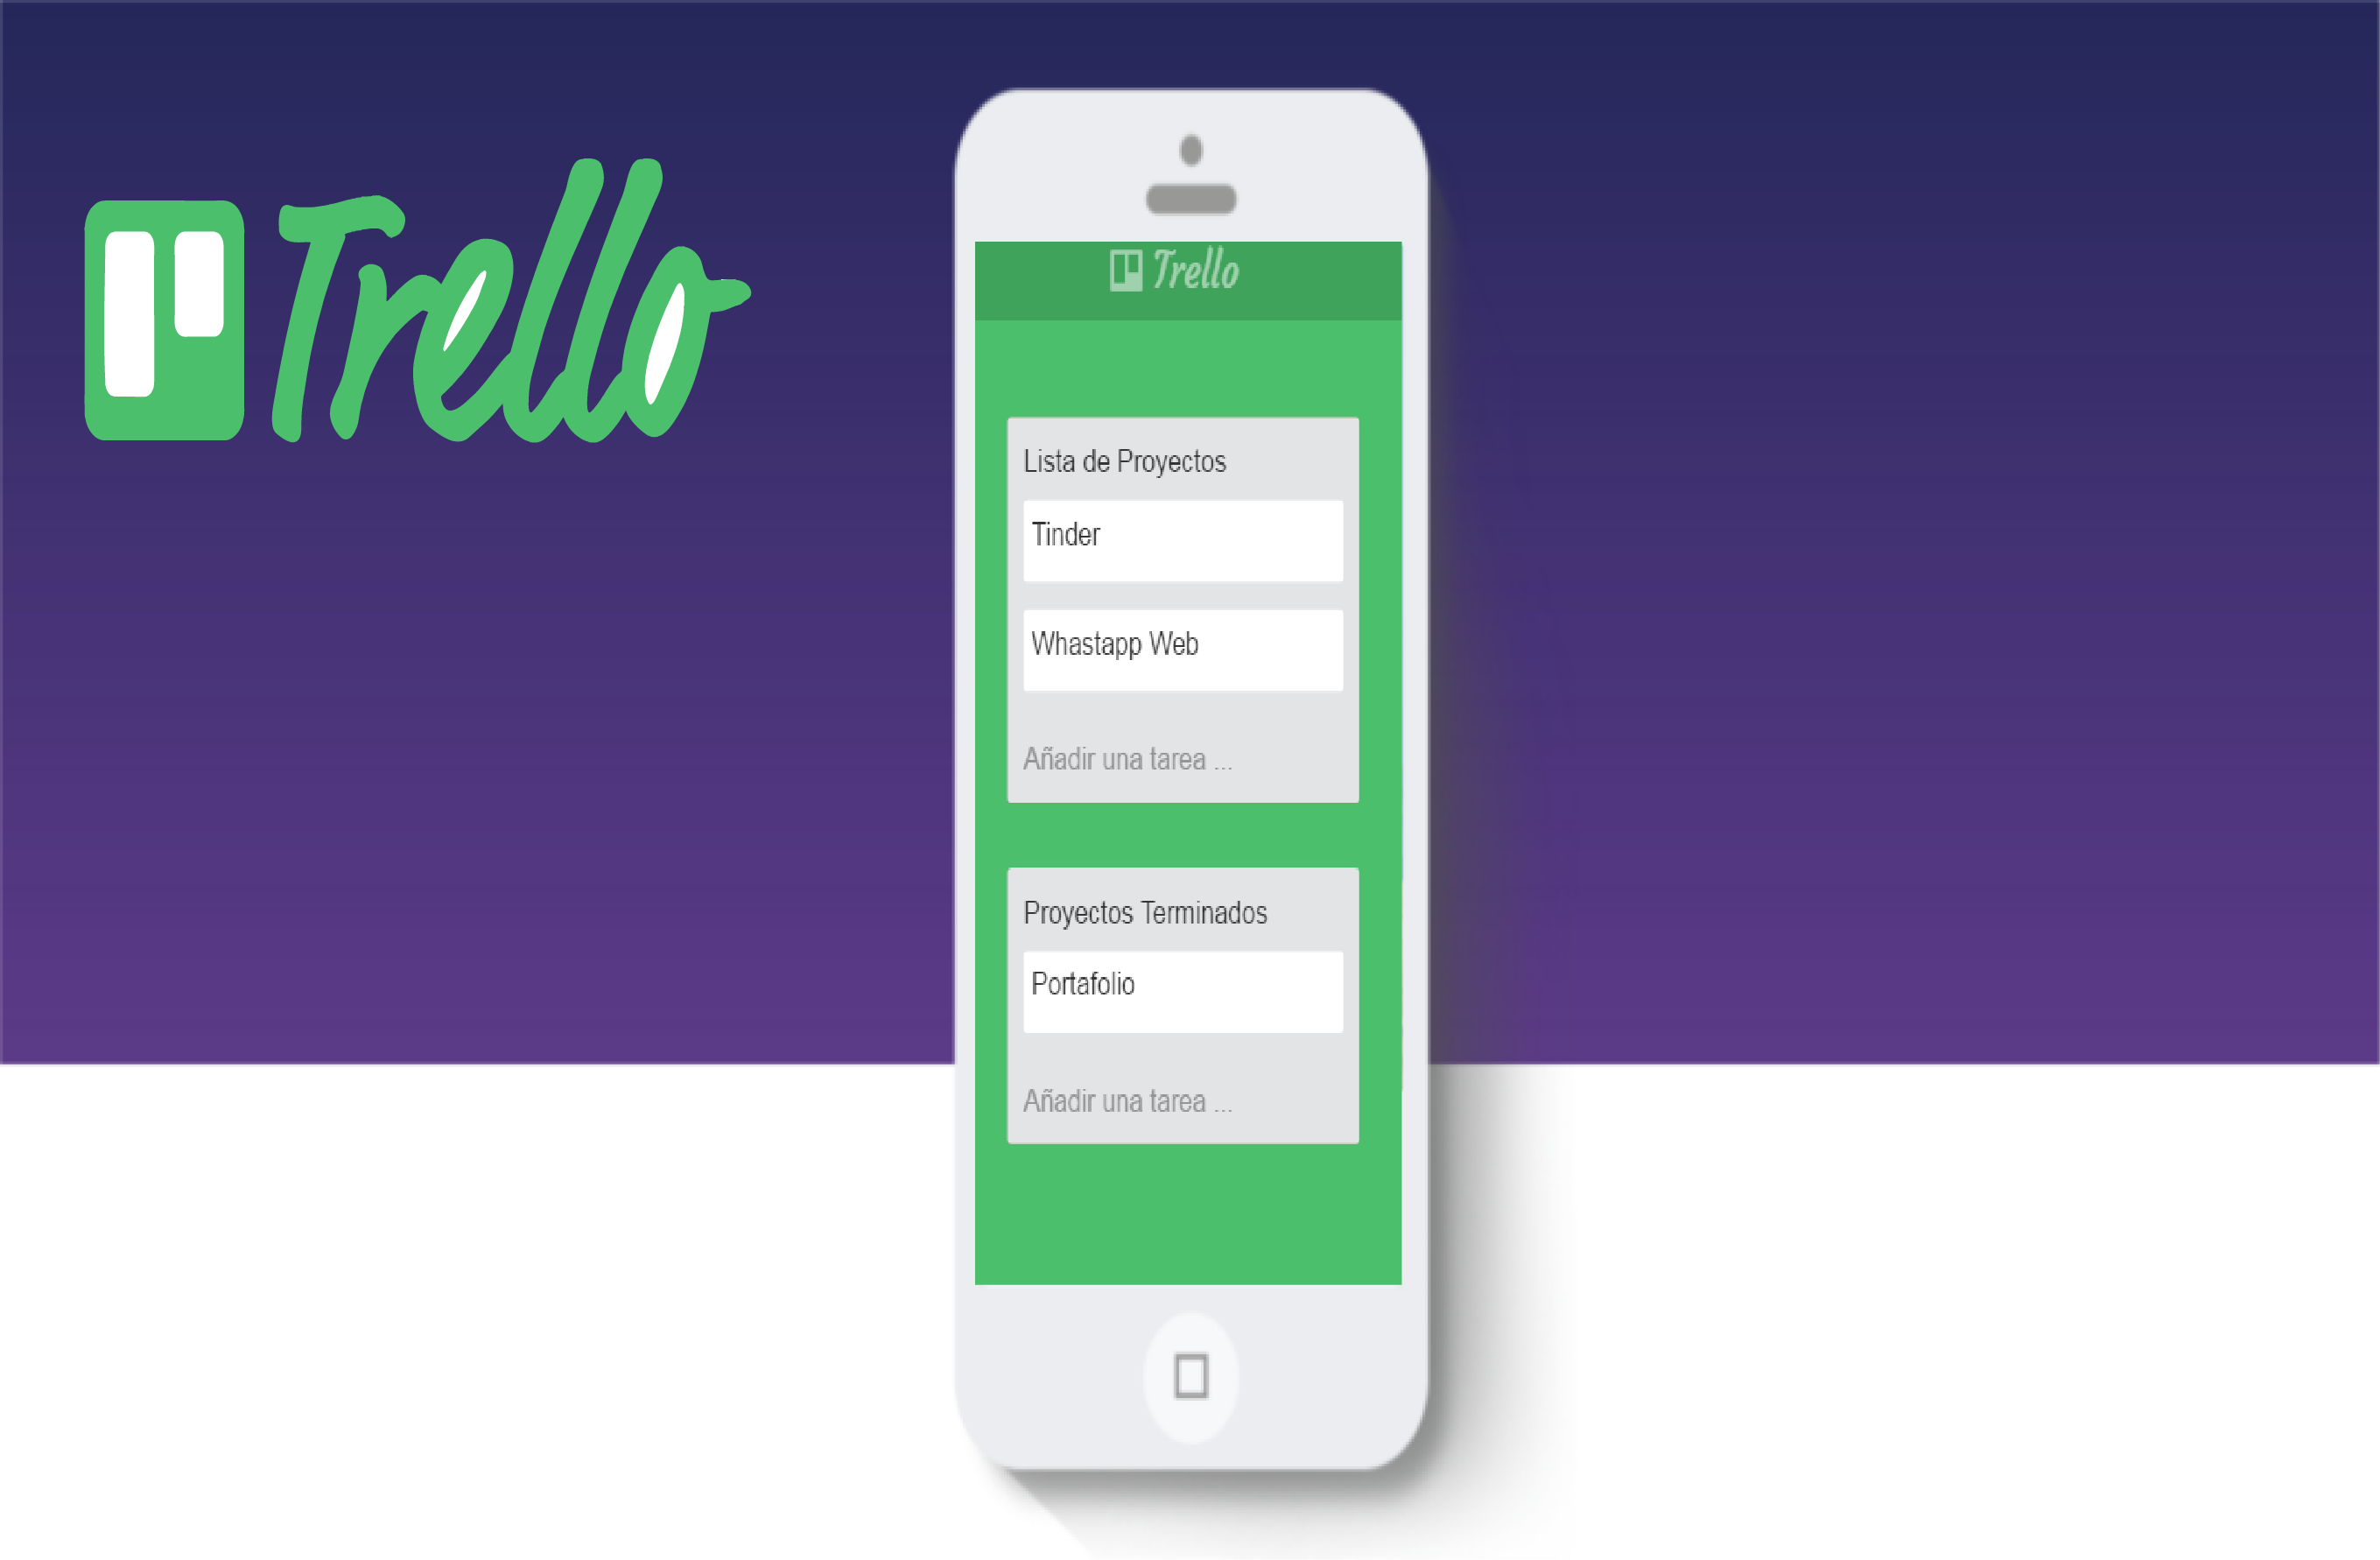 Trello
Trello
Lista de Proyectos
Tinder
Whastapp Web
Añadir una tarea ...
Proyectos Terminados
Portafolio
Añadir una tarea ...